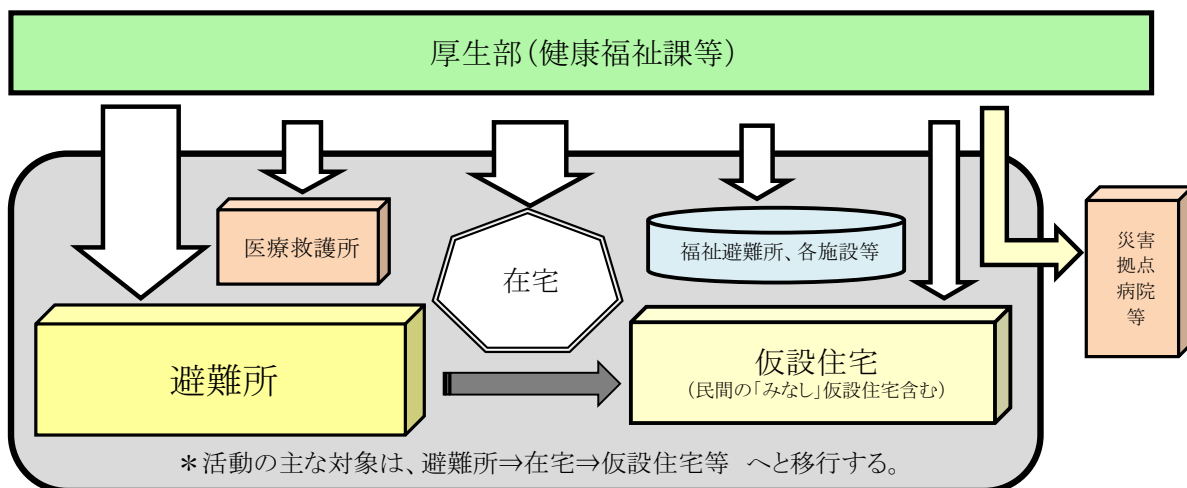 厚生部(健康福祉課等)
医療救護所
在宅
福祉避難所、各施設等
災害
拠点
病院
等
避難所
仮設住宅
(民間の「みなし」仮設住宅含む)
＊活動の主な対象は、避難所⇒在宅⇒仮設住宅等　へと移行する。